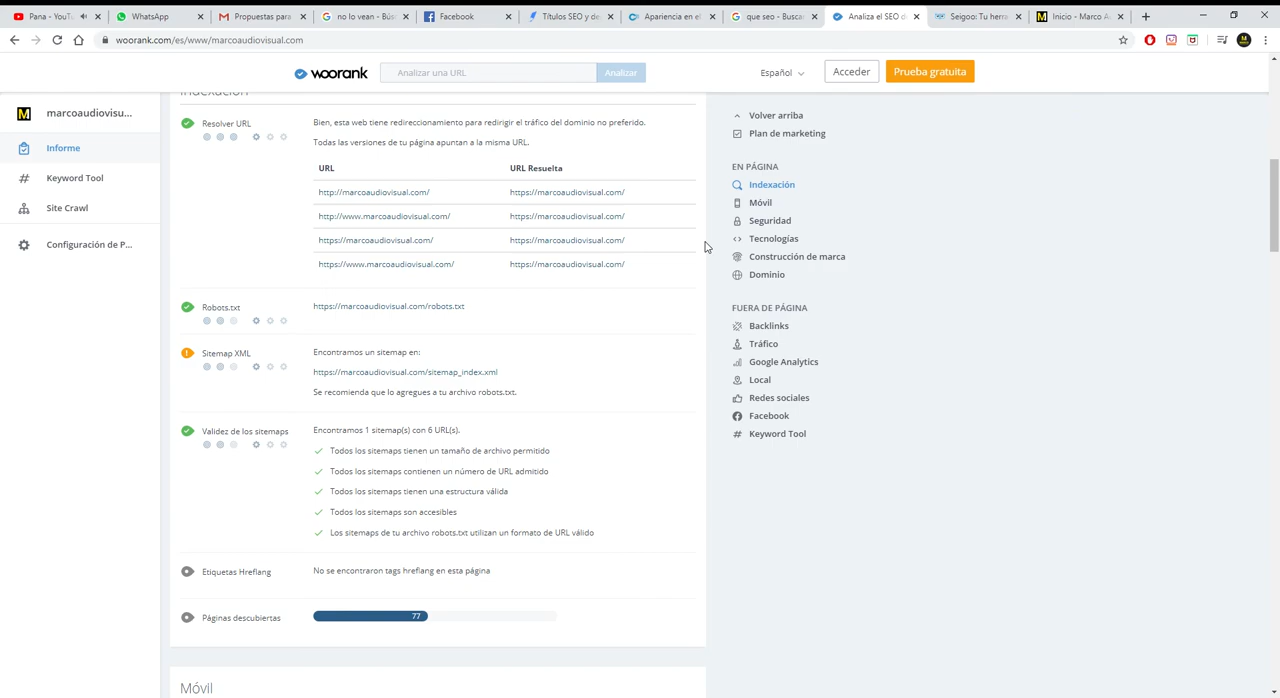 Pana - YouTu
WhatsApp
Propuestas para
no lo vean - Bús
Facebook
Títulos SEO y de
Apariencia en el
que seo - Buscar
Analiza el SEO de
Seigoo: Tu herra
Inicio - Marco Au
woorank.com/es/www/marcoaudiovisual.com
woorank
Analizar una URL
Analizar
Español
Acceder
Prueba gratuita
marcoaudiovisu...
Informe
Keyword Tool
Site Crawl
Configuración de P...
Indexación
Resolver URL
Bien, esta web tiene redireccionamiento para redirigir el tráfico del dominio no preferido.
Todas las versiones de tu página apuntan a la misma URL.
URL URL Resuelta
http://marcoaudiovisual.com/ https://marcoaudiovisual.com/
http://www.marcoaudiovisual.com/ https://marcoaudiovisual.com/
https://marcoaudiovisual.com/ https://marcoaudiovisual.com/
https://www.marcoaudiovisual.com/ https://marcoaudiovisual.com/
Robots.txt
https://marcoaudiovisual.com/robots.txt
Sitemap XML
Encontramos un sitemap en:
https://marcoaudiovisual.com/sitemap_index.xml
Se recomienda que lo agregues a tu archivo robots.txt.
Validez de los sitemaps
Encontramos 1 sitemap(s) con 6 URL(s).
Todos los sitemaps tienen un tamaño de archivo permitido
Todos los sitemaps contienen un número de URL admitido
Todos los sitemaps tienen una estructura válida
Todos los sitemaps son accesibles
Los sitemaps de tu archivo robots.txt utilizan un formato de URL válido
Etiquetas Hreflang
No se encontraron tags hreflang en esta página
Páginas descubiertas
77
Móvil
Volver arriba
Plan de marketing
EN PÁGINA
Indexación
Móvil
Seguridad
Tecnologías
Construcción de marca
Dominio
FUERA DE PÁGINA
Backlinks
Tráfico
Google Analytics
Local
Redes sociales
Facebook
Keyword Tool